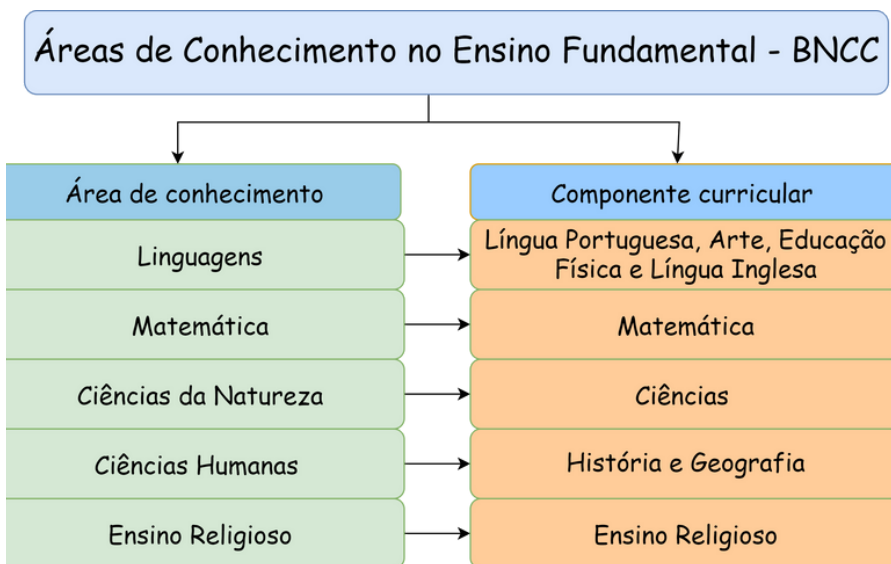 Áreas de Conhecimento no Ensino Fundamental - BNCC
Área de conhecimento
Componente curricular
Linguagens
Língua Portuguesa, Arte, Educação
Física e Língua Inglesa
Matemática
Matemática
Ciências da Natureza
Ciências
Ciências Humanas
História e Geografia
Ensino Religioso
Ensino Religioso